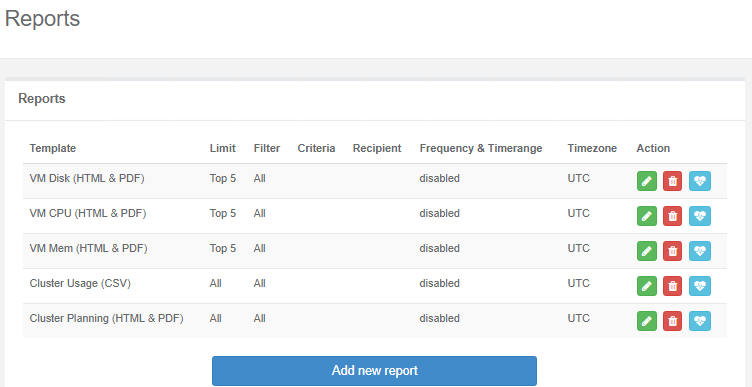 Reports
Reports
Template Limit Filter Criteria Recipient Frequency & Timerange Timezone Action
VM Disk (HTML & PDF) Top 5 All disabled UTC
VM CPU (HTML & PDF) Top 5 All disabled UTC
VM Mem (HTML & PDF) Top 5 All disabled UTC
Cluster Usage (CSV) All All disabled UTC
Cluster Planning (HTML & PDF) All All disabled UTC
Add new report